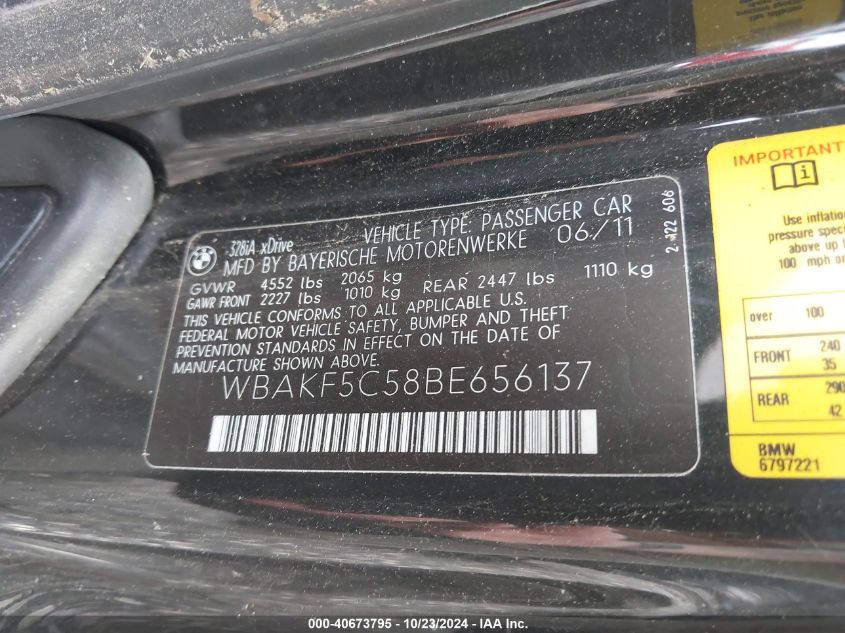 328iA xDrive VEHICLE TYPE: PASSENGER CAR
MFD BY BAYERISCHE MOTORENWERKE 06/11
GVWR 4552 lbs 2065 kg
GAWR FRONT 2227 lbs 1010 kg REAR 2447 lbs 1110 kg
THIS VEHICLE CONFORMS TO ALL APPLICABLE U.S.
FEDERAL MOTOR VEHICLE SAFETY, BUMPER AND THEFT
PREVENTION STANDARDS IN EFFECT ON THE DATE OF
MANUFACTURE SHOWN ABOVE.
WBAKF5C58BE656137
606
IMPORTANT
Use inflation
pressure
above up
100 mph or
over 100
FRONT 240
35
REAR 290
42
BMW
6797221
000-40673795 - 10/23/2024 - IAA, Inc.